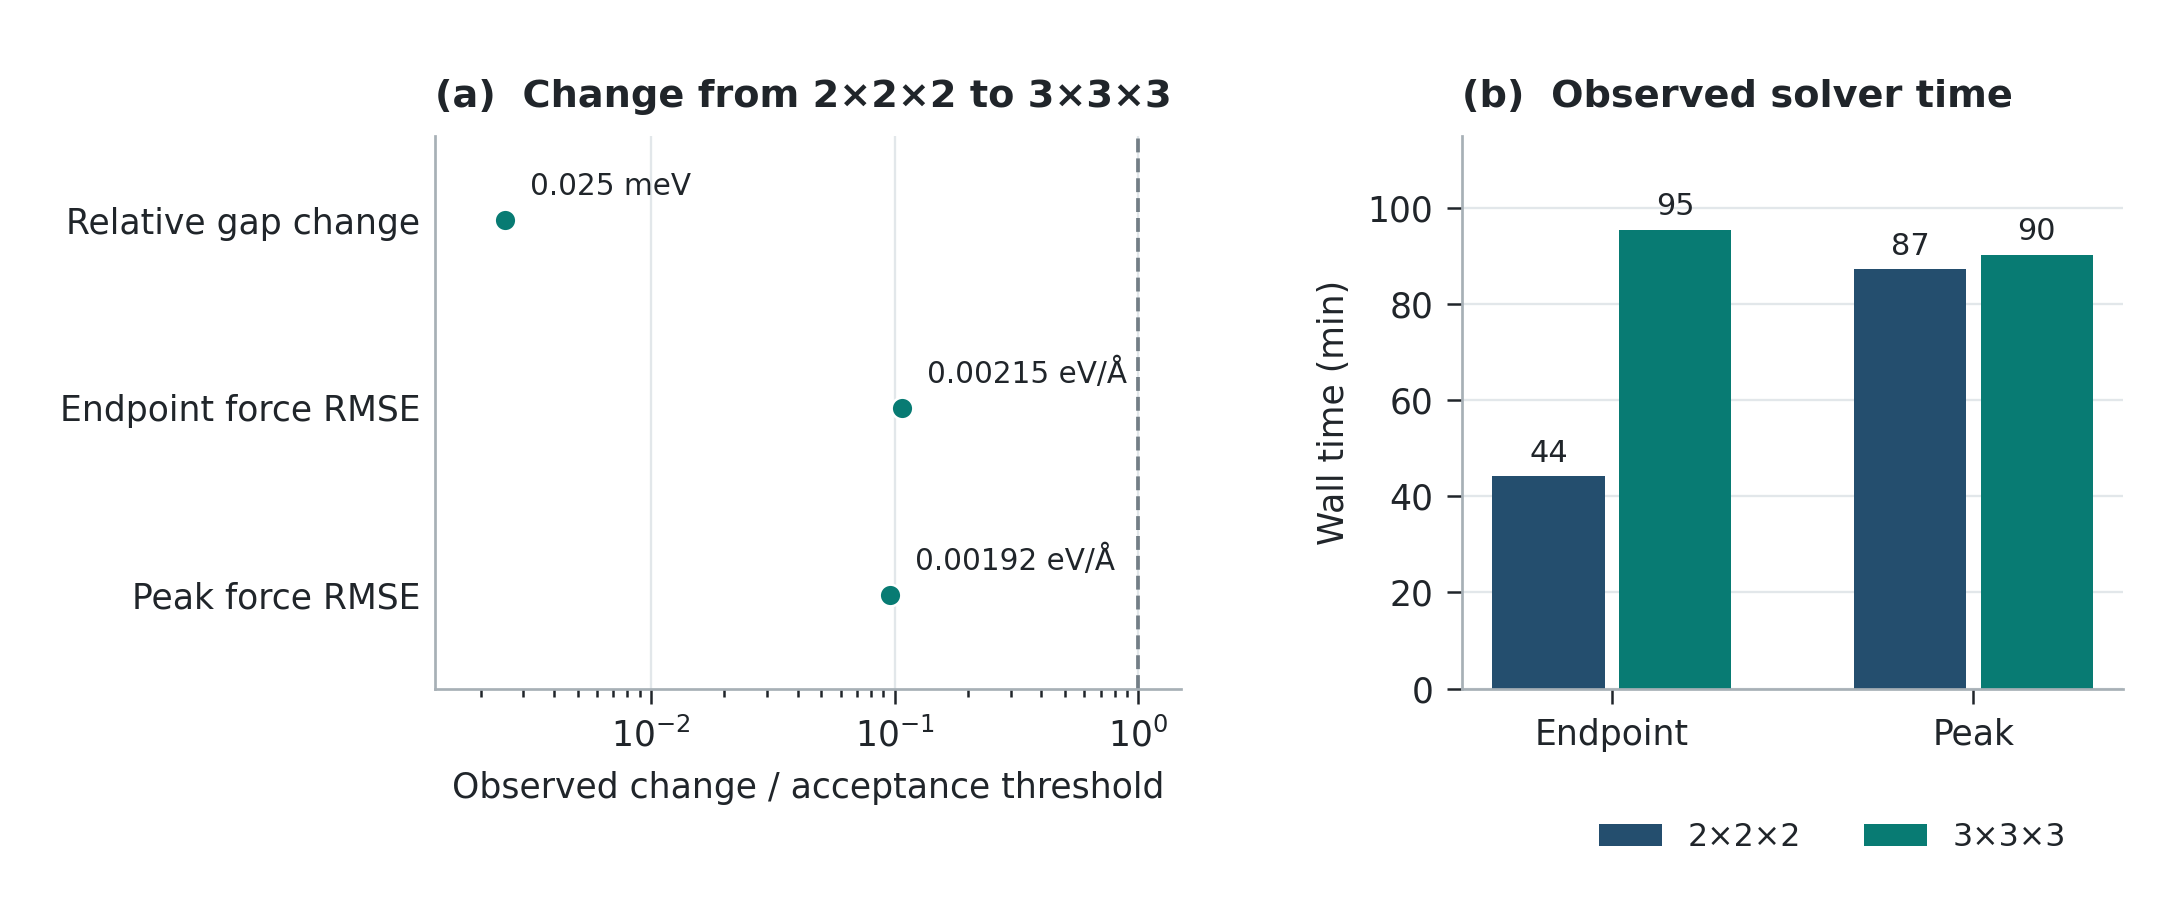 (a) Change from 2×2×2 to 3×3×3
Relative gap change
0.025 meV
Endpoint force RMSE
0.00215 eV/Å
Peak force RMSE
0.00192 eV/Å
10⁻² 10⁻¹ 10⁰
Observed change / acceptance threshold
(b) Observed solver time
Wall time (min)
100
80
60
40
20
0
44
95
87
90
Endpoint Peak
2×2×2 3×3×3